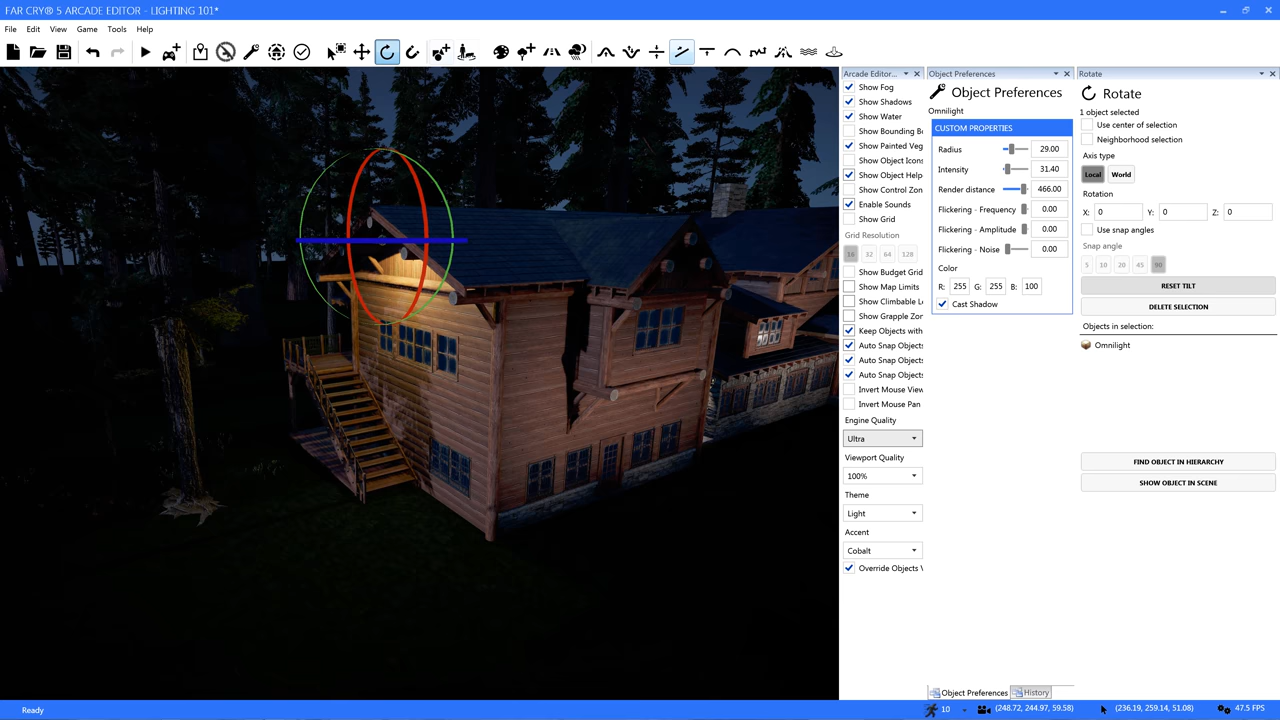 FAR CRY® 5 ARCADE EDITOR - LIGHTING 101*
File Edit View Game Tools Help
Arcade Editor...
Show Fog
Show Shadows
Show Water
Show Bounding Bo
Show Painted Veg
Show Object Icons
Show Object Help
Show Control Zon
Enable Sounds
Show Grid
Grid Resolution
16 32 64 128
Show Budget Grid
Show Map Limits
Show Climbable Le
Show Grapple Zon
Keep Objects with
Auto Snap Objects
Auto Snap Objects
Auto Snap Objects
Invert Mouse View
Invert Mouse Pan
Engine Quality
Ultra
Viewport Quality
100%
Theme
Light
Accent
Cobalt
Override Objects V
Object Preferences
Object Preferences
Omnilight
CUSTOM PROPERTIES
Radius 29.00
Intensity 31.40
Render distance 466.00
Flickering - Frequency 0.00
Flickering - Amplitude 0.00
Flickering - Noise 0.00
Color
R: 255 G: 255 B: 100
Cast Shadow
Object Preferences History
Rotate
Rotate
1 object selected
Use center of selection
Neighborhood selection
Axis type
Local World
Rotation
X: 0 Y: 0 Z: 0
Use snap angles
Snap angle
5 10 20 45 90
RESET TILT
DELETE SELECTION
Objects in selection:
Omnilight
FIND OBJECT IN HIERARCHY
SHOW OBJECT IN SCENE
Ready 10 (248.72, 244.97, 59.58) (236.19, 259.14, 51.08) 47.5 FPS